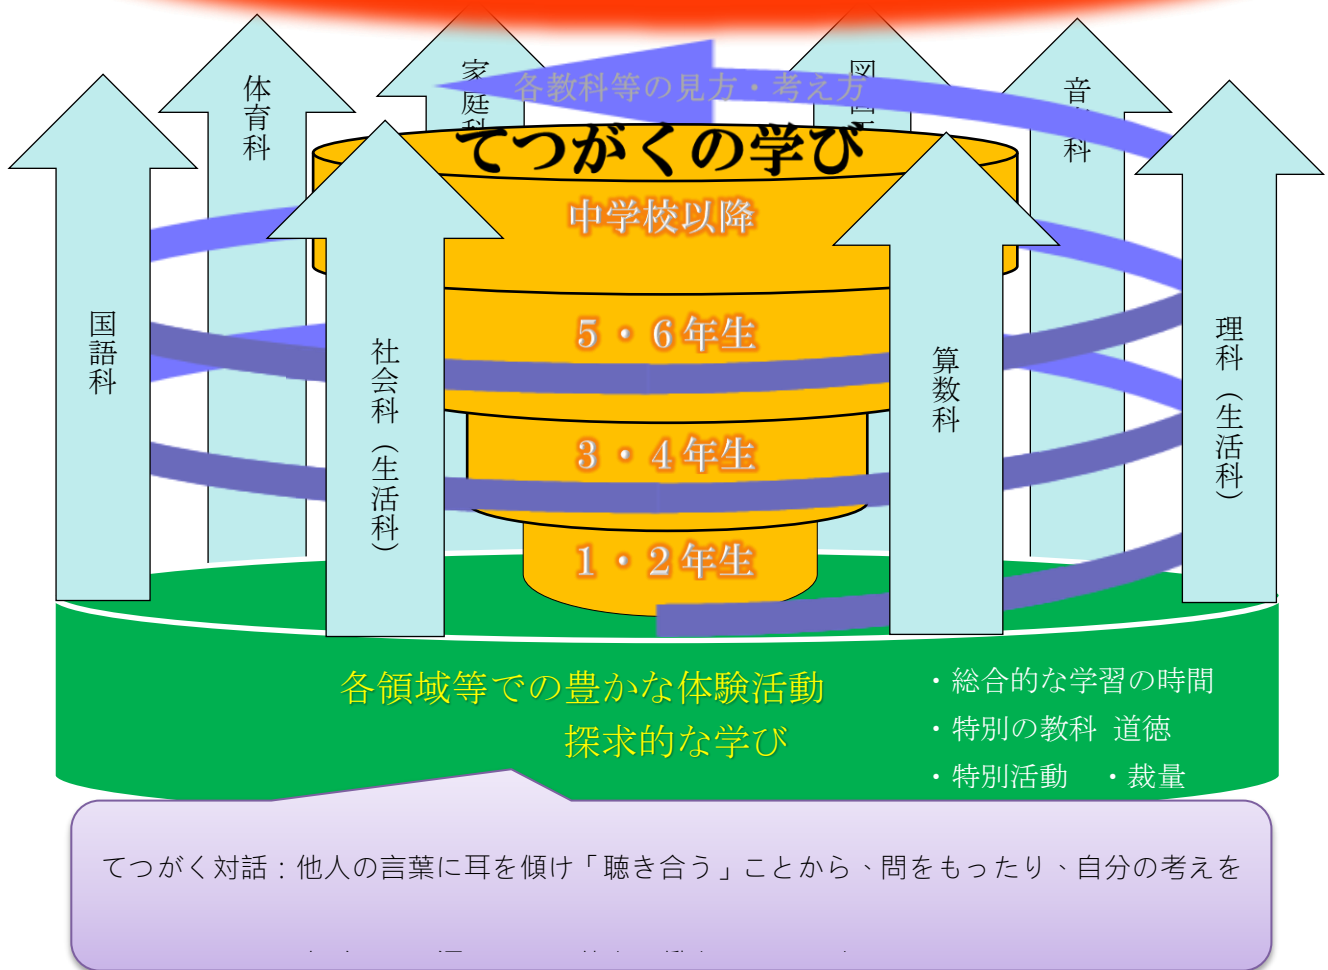 各教科等の見方・考え方
てつがくの学び
中学校以降
5・6年生
3・4年生
1・2年生
国語科
体育科
社会科（生活科）
家庭科
算数科
音
科
理科（生活科）
各領域等での豊かな体験活動
探求的な学び
・総合的な学習の時間
・特別の教科 道徳
・特別活動 ・裁量
てつがく対話：他人の言葉に耳を傾け「聴き合う」ことから、問をもったり、自分の考えを